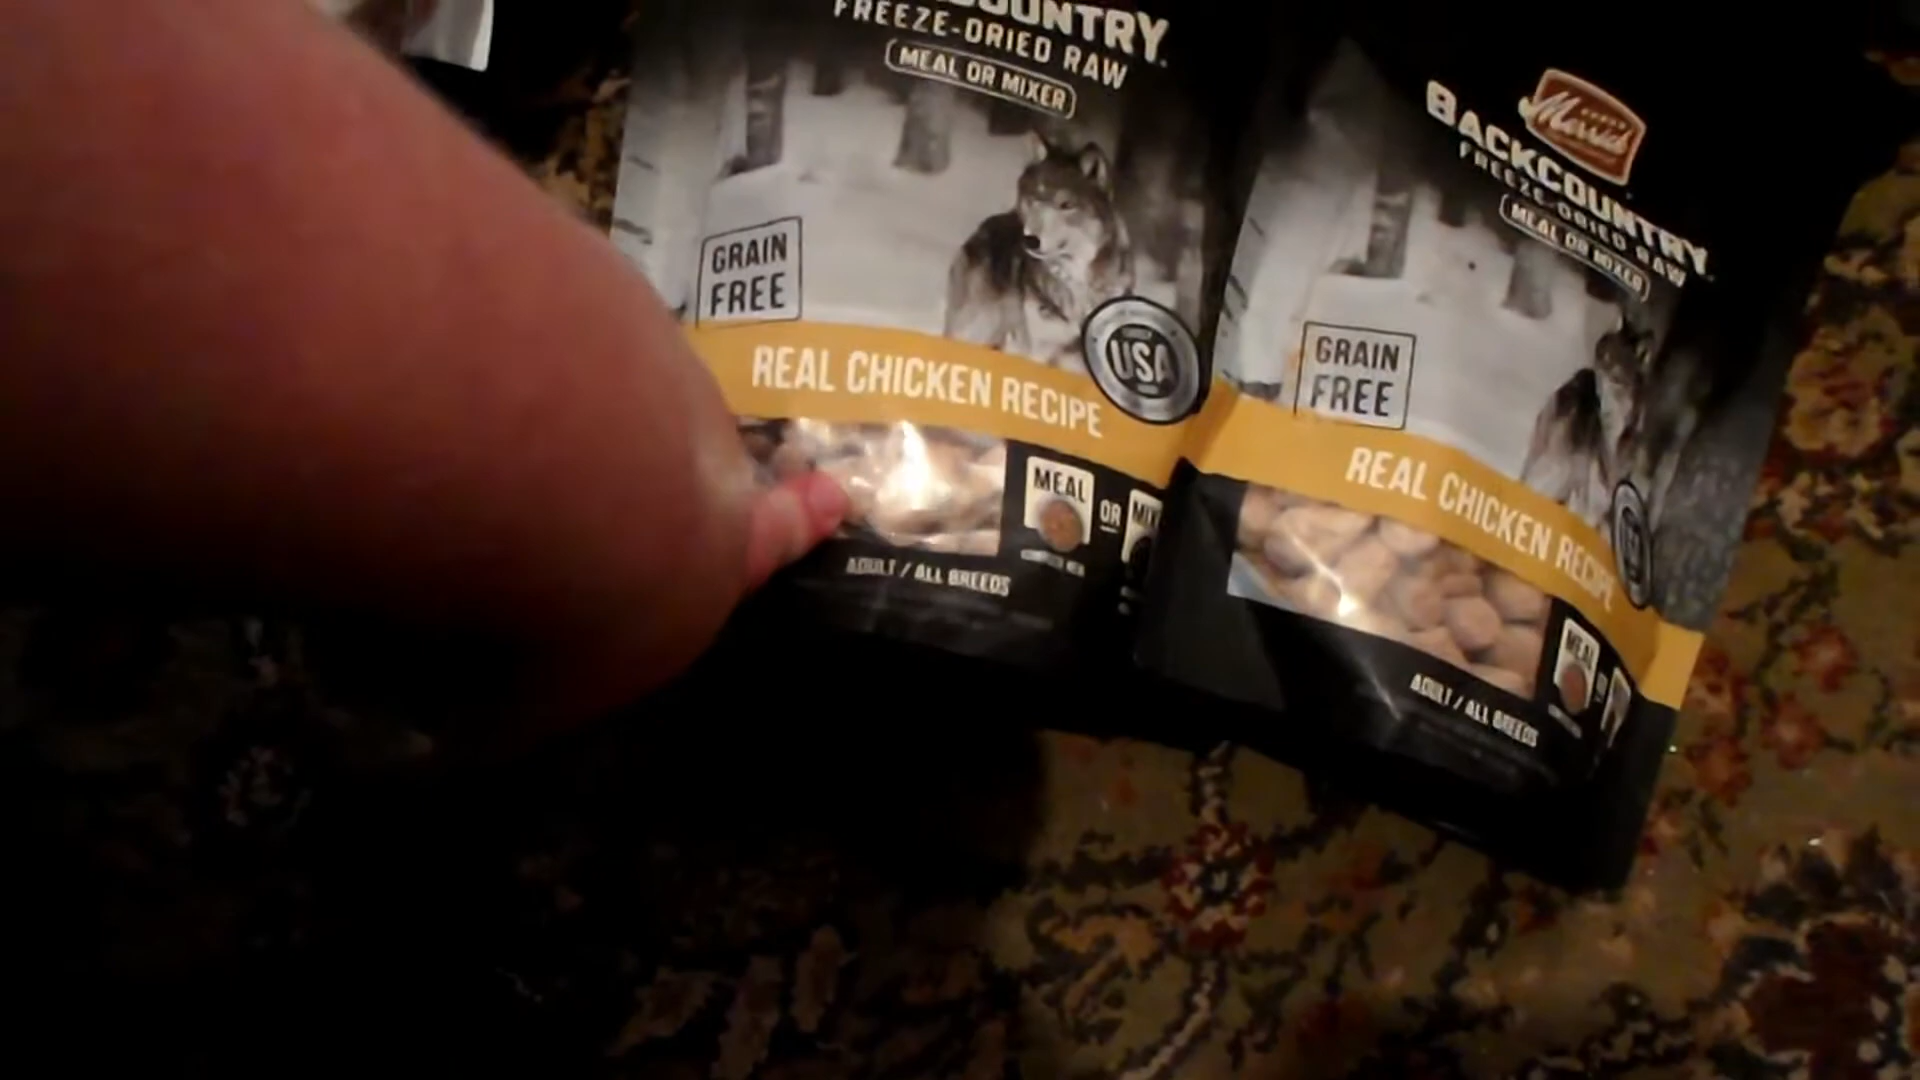 COUNTRY
FREEZE-DRIED RAW
MEAL OR MIXER
GRAIN
FREE
USA
REAL CHICKEN RECIPE
MEAL
OR
ADULT / ALL BREEDS
Merrick
BACKCOUNTRY
FREEZE-DRIED RAW
MEAL OR MIXER
GRAIN
FREE
REAL CHICKEN RECIPE
MEAL
ADULT / ALL BREEDS